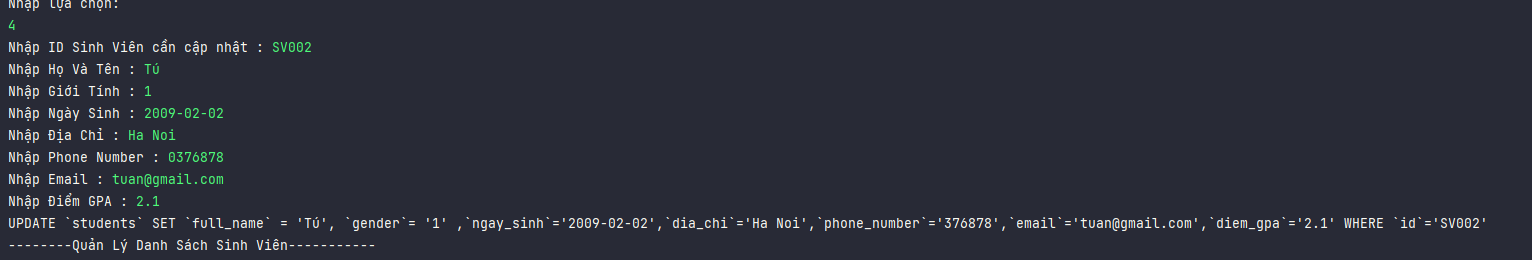 Nhập lựa chọn:
4
Nhập ID Sinh Viên cần cập nhật : SV002
Nhập Họ Và Tên : Tú
Nhập Giới Tính : 1
Nhập Ngày Sinh : 2009-02-02
Nhập Địa Chỉ : Ha Noi
Nhập Phone Number : 0376878
Nhập Email : tuan@gmail.com
Nhập Điểm GPA : 2.1
UPDATE `students` SET `full_name` = 'Tú', `gender`= '1' ,`ngay_sinh`='2009-02-02',`dia_chi`='Ha Noi',`phone_number`='376878',`email`='tuan@gmail.com',`diem_gpa`='2.1' WHERE `id`='SV002'
--------Quản Lý Danh Sách Sinh Viên-----------